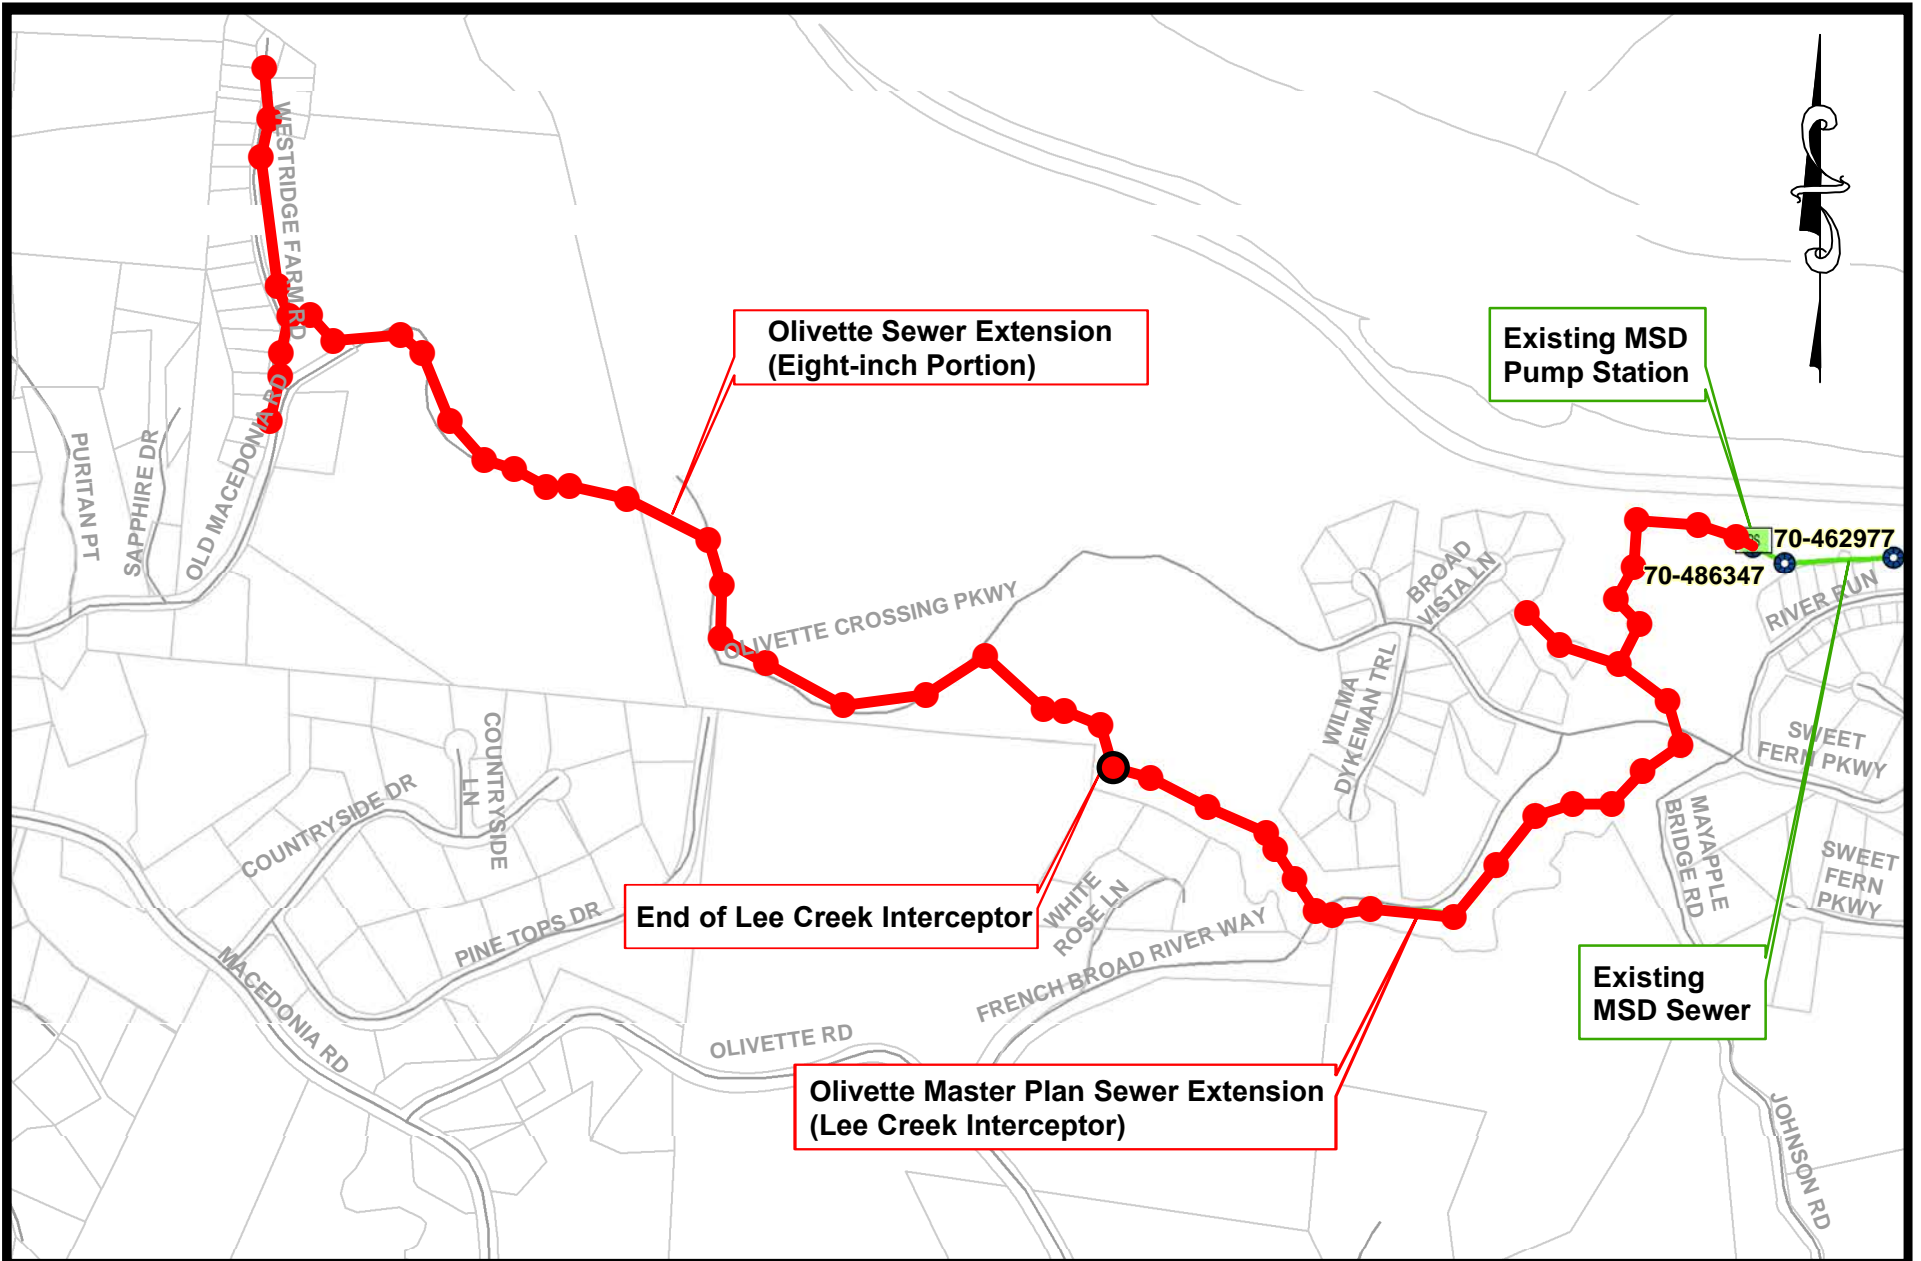 WESTRIDGE FARM RD
Olivette Sewer Extension
(Eight-inch Portion)
Existing MSD
Pump Station
PURITAN PT
SAPPHIRE DR
OLD MACEDONIA RD
PS
70-462977
70-486347
BROAD
VISTA LN
RIVER RUN
OLIVETTE CROSSING PKWY
WILMA
DYKEMAN TRL
SWEET
FERN PKWY
COUNTRYSIDE
LN
COUNTRYSIDE DR
MAYAPPLE
BRIDGE RD
SWEET
FERN
PKWY
End of Lee Creek Interceptor
WHITE
ROSE LN
PINE TOPS DR
FRENCH BROAD RIVER WAY
MACEDONIA RD
Existing
MSD Sewer
OLIVETTE RD
Olivette Master Plan Sewer Extension
(Lee Creek Interceptor)
JOHNSON RD